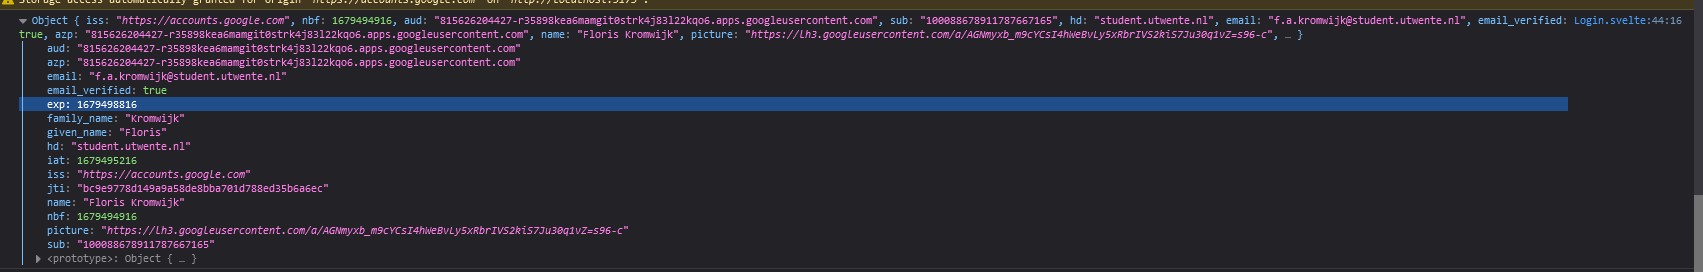 Storage access automatically granted for origin "https://accounts.google.com" on "http://localhost:5195".
Object { iss: "https://accounts.google.com", nbf: 1679494916, aud: "815626204427-r35898kea6mamgit0strk4j83l22kqo6.apps.googleusercontent.com", sub: "100088678911787667165", hd: "student.utwente.nl", email: "f.a.kromwijk@student.utwente.nl", email_verified: Login.svelte:44:16
true, azp: "815626204427-r35898kea6mamgit0strk4j83l22kqo6.apps.googleusercontent.com", name: "Floris Kromwijk", picture: "https://lh3.googleusercontent.com/a/AGNmyxb_m9cYCsI4hWeBvLy5xRbrIVS2kiS7Ju30q1vZ=s96-c", … }
aud: "815626204427-r35898kea6mamgit0strk4j83l22kqo6.apps.googleusercontent.com"
azp: "815626204427-r35898kea6mamgit0strk4j83l22kqo6.apps.googleusercontent.com"
email: "f.a.kromwijk@student.utwente.nl"
email_verified: true
exp: 1679498816
family_name: "Kromwijk"
given_name: "Floris"
hd: "student.utwente.nl"
iat: 1679495216
iss: "https://accounts.google.com"
jti: "bc9e9778d149a9a58de8bba701d788ed35b6a6ec"
name: "Floris Kromwijk"
nbf: 1679494916
picture: "https://lh3.googleusercontent.com/a/AGNmyxb_m9cYCsI4hWeBvLy5xRbrIVS2kiS7Ju30q1vZ=s96-c"
sub: "100088678911787667165"
<prototype>: Object { … }